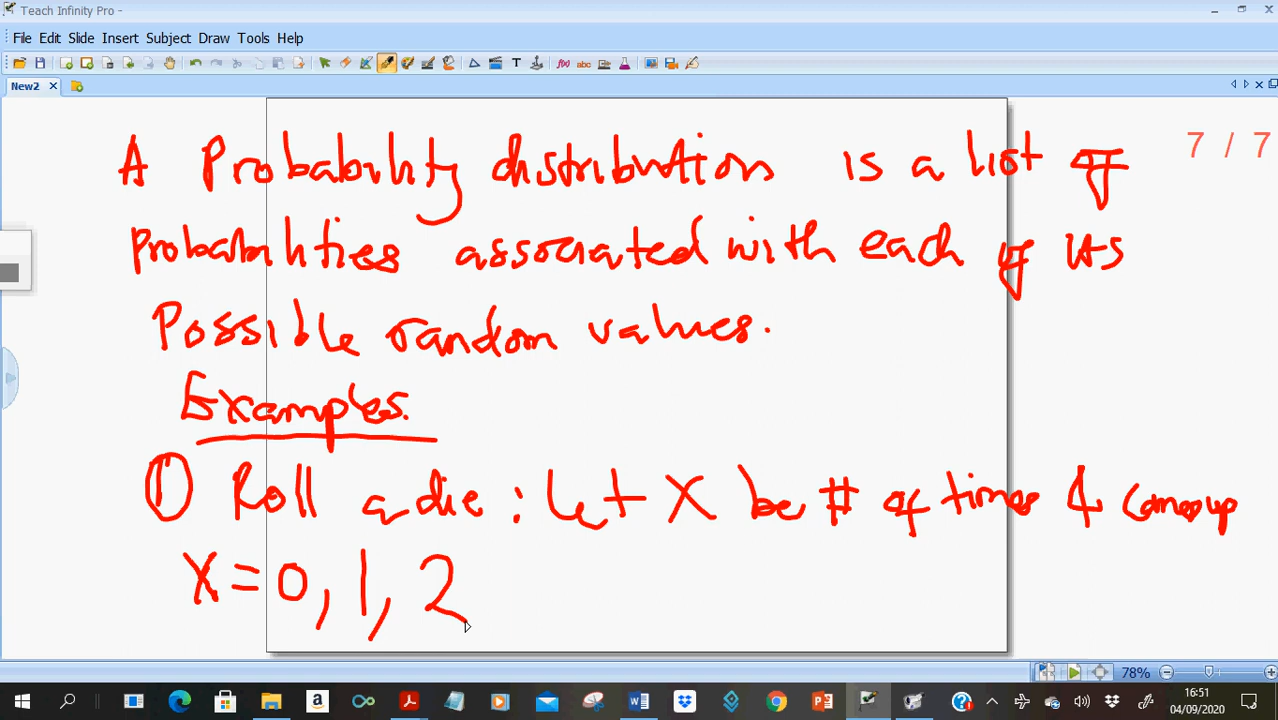 Teach Infinity Pro -
File Edit Slide Insert Subject Draw Tools Help
New2
7 / 7
A Probability distribution is a list of
probabilities associated with each of its
Possible random values.
Examples.
① Roll a die : Let X be # of times 4 comes up
X = 0, 1, 2
78%
16:51
04/09/2020